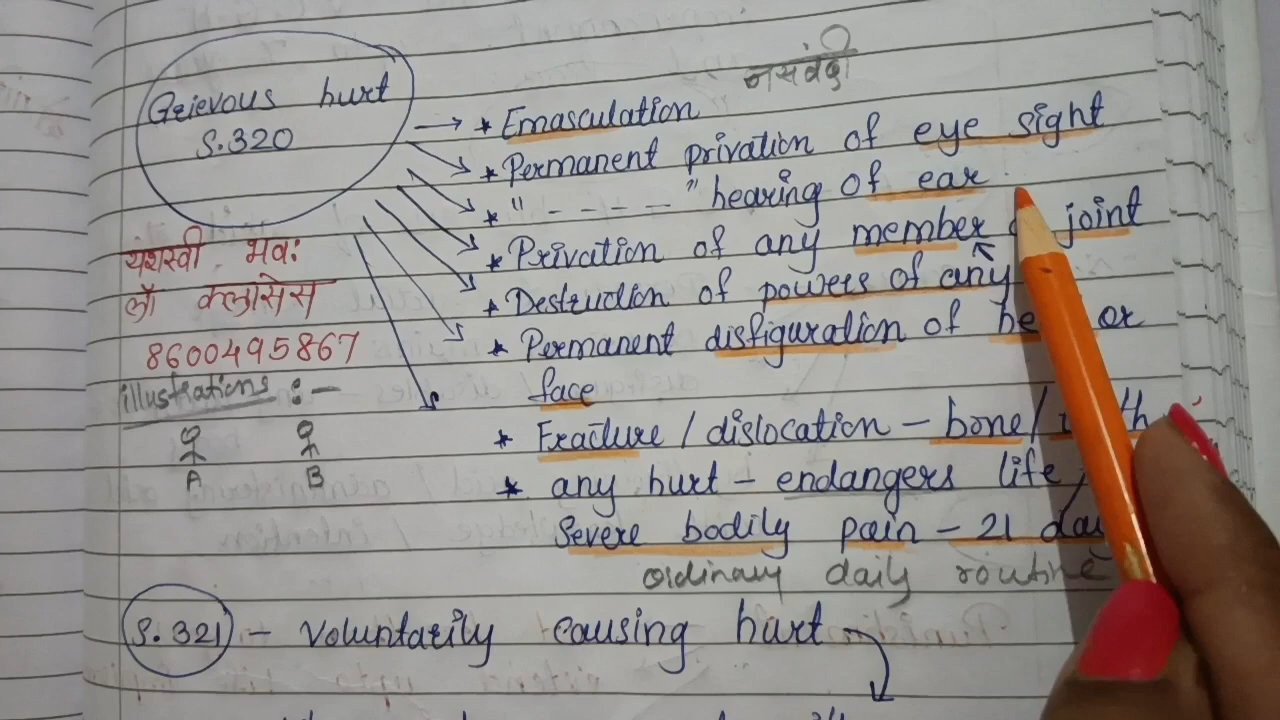 नसबंदी
Grievous hurt
S.320
→ * Emasculation
* Permanent privation of eye sight
* " - - - - " hearing of ear
* Privation of any member joint
* Destruction of powers of any
* Permanent disfiguration of or
face
* Fracture / dislocation – bone/
* any hurt – endangers life
Severe bodily pain – 21
ordinary daily routine
यशस्वी भवः
लॉ क्लासेस
8600495867
illustrations :-
A B
S.321 – Voluntarily causing hurt